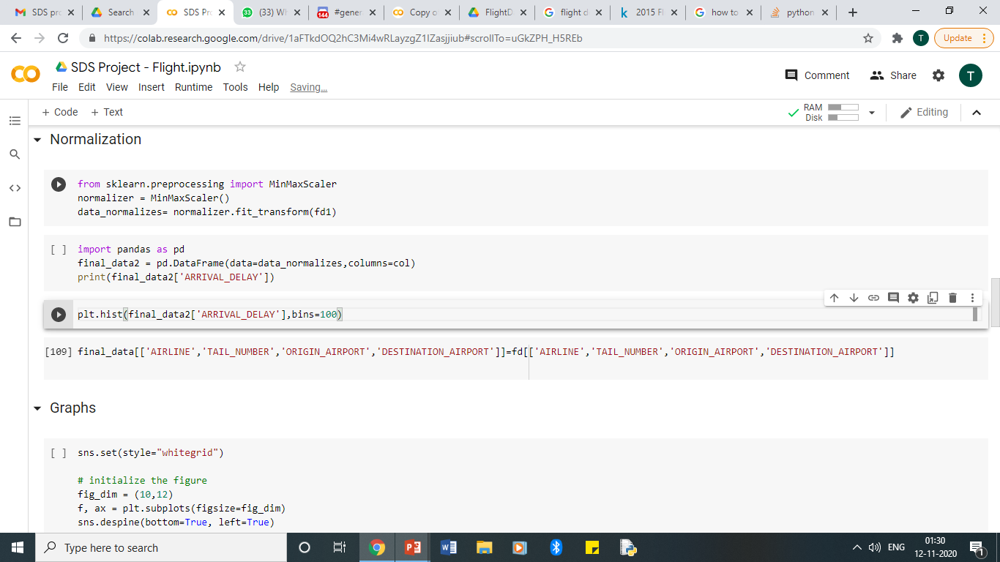 SDS pro
Search
SDS Pro
(33) Wh
#gener
Copy o
FlightD
flight d
2015 Fl
how to
python
https://colab.research.google.com/drive/1aFTkdOQ2hC3Mi4wRLayzgZ1IZasjjiub#scrollTo=uGkZPH_H5REb
T
Update
SDS Project - Flight.ipynb
File Edit View Insert Runtime Tools Help Saving...
Comment
Share
T
+ Code + Text
RAM
Disk
Editing
Normalization
from sklearn.preprocessing import MinMaxScaler
normalizer = MinMaxScaler()
data_normalizes= normalizer.fit_transform(fd1)
[ ] import pandas as pd
final_data2 = pd.DataFrame(data=data_normalizes,columns=col)
print(final_data2['ARRIVAL_DELAY'])
plt.hist(final_data2['ARRIVAL_DELAY'],bins=100)
[109] final_data[['AIRLINE','TAIL_NUMBER','ORIGIN_AIRPORT','DESTINATION_AIRPORT']]=fd[['AIRLINE','TAIL_NUMBER','ORIGIN_AIRPORT','DESTINATION_AIRPORT']]
Graphs
[ ] sns.set(style="whitegrid")
# initialize the figure
fig_dim = (10,12)
f, ax = plt.subplots(figsize=fig_dim)
sns.despine(bottom=True, left=True)
Type here to search
ENG
01:30
12-11-2020
1